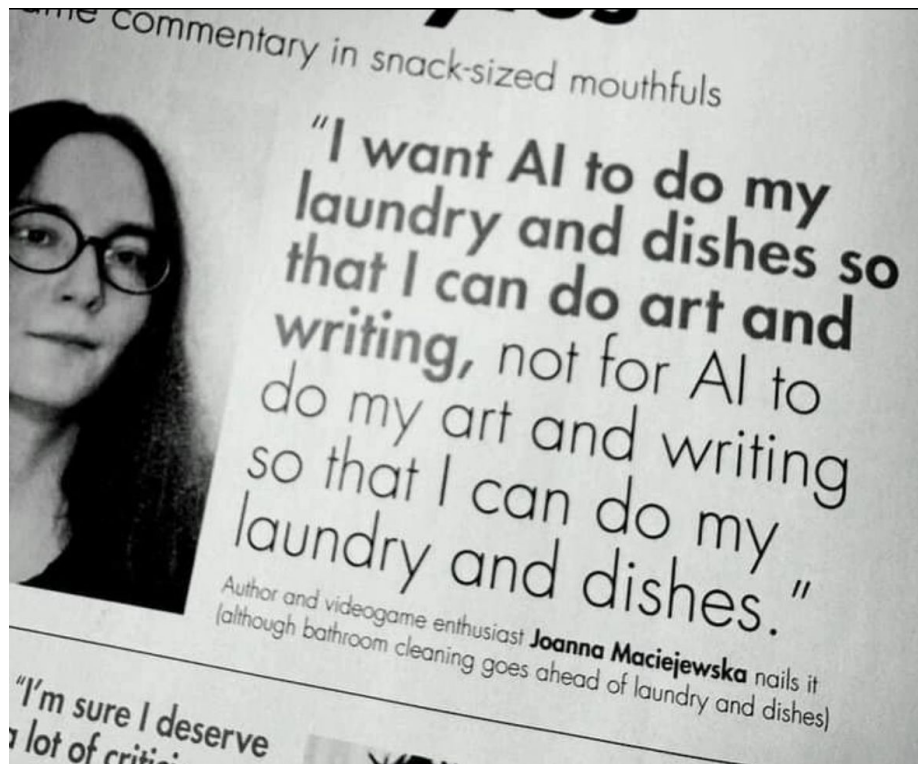 commentary in snack-sized mouthfuls
“I want AI to do my
laundry and dishes so
that I can do art and
writing, not for AI to
do my art and writing
so that I can do my
laundry and dishes.”
Author and videogame enthusiast Joanna Maciejewska nails it
(although bathroom cleaning goes ahead of laundry and dishes)
“I'm sure I deserve
a lot of